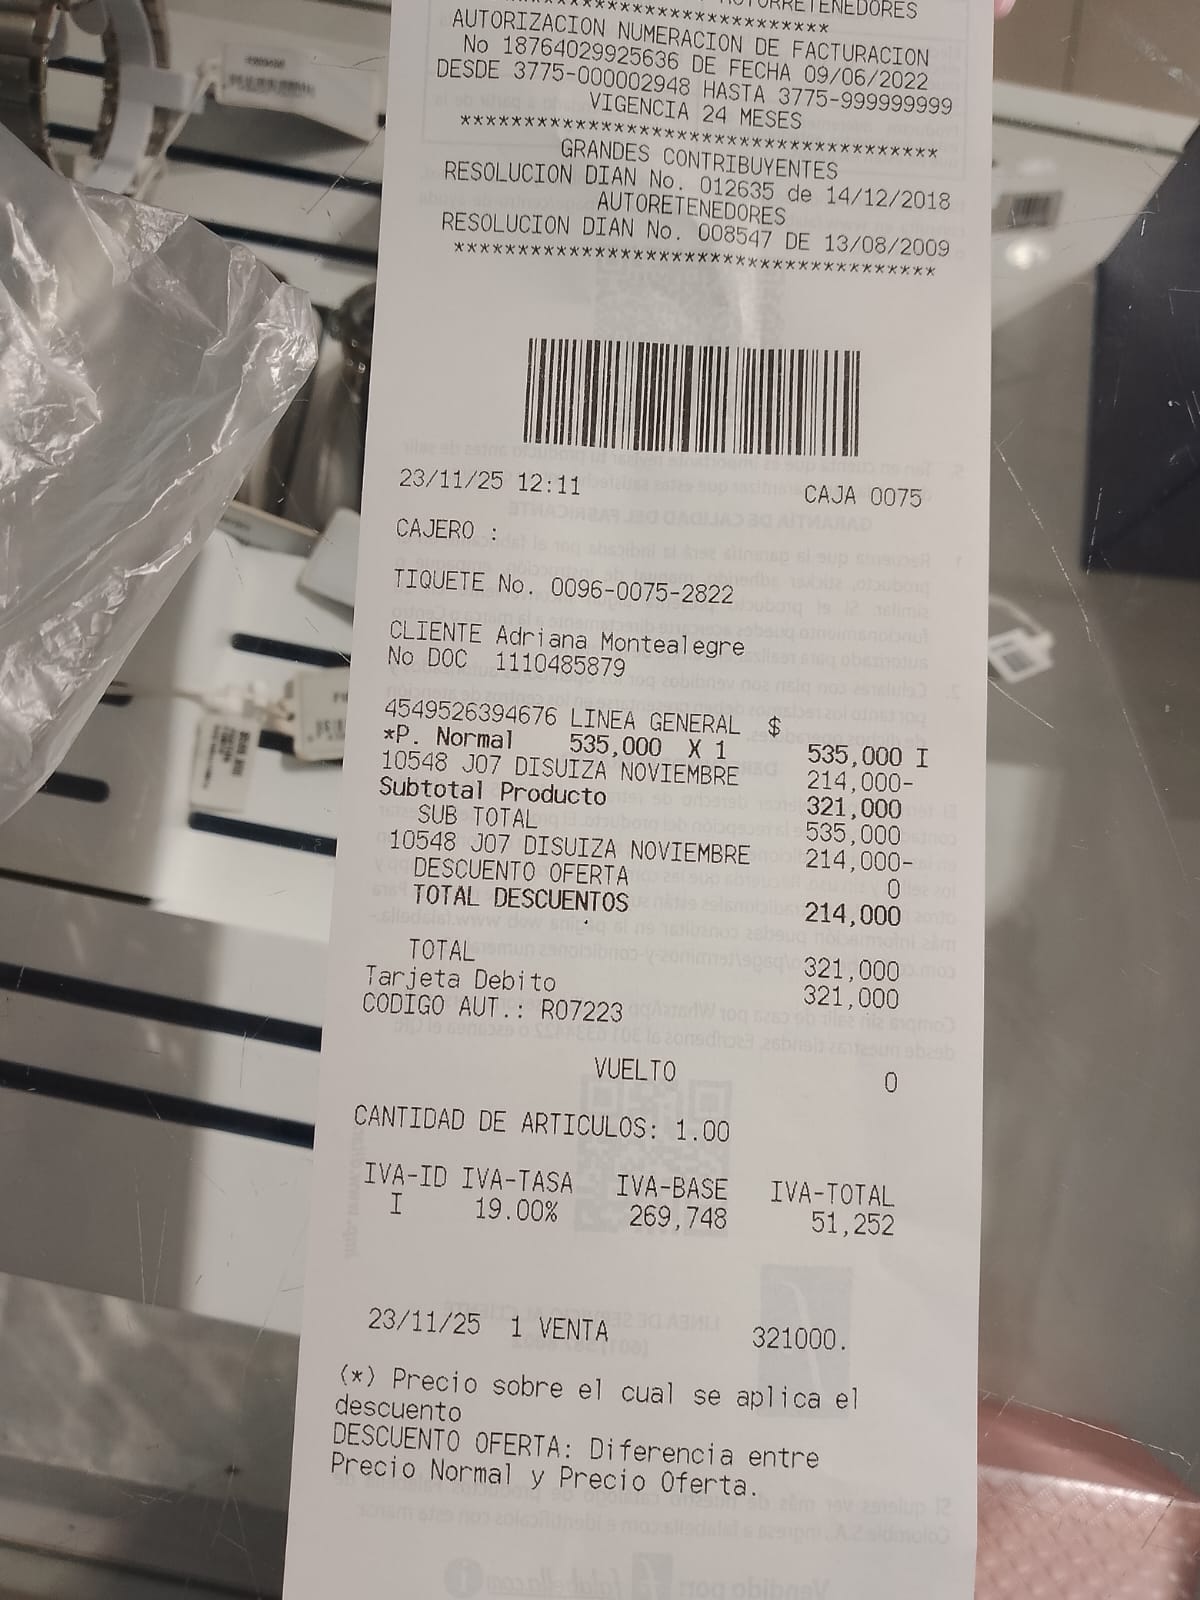 AUTORRETENEDORES
****************************
AUTORIZACION NUMERACION DE FACTURACION
No 18764029925636 DE FECHA 09/06/2022
DESDE 3775-000002948 HASTA 3775-999999999
VIGENCIA 24 MESES
**************************************
GRANDES CONTRIBUYENTES
RESOLUCION DIAN No. 012635 de 14/12/2018
AUTORETENEDORES
RESOLUCION DIAN No. 008547 DE 13/08/2009
**************************************
23/11/25 12:11 CAJA 0075
CAJERO :
TIQUETE No. 0096-0075-2822
CLIENTE Adriana Montealegre
No DOC 1110485879
4549526394676 LINEA GENERAL $
*P. Normal 535,000 X 1 535,000 I
10548 J07 DISUIZA NOVIEMBRE 214,000-
Subtotal Producto 321,000
SUB TOTAL 535,000
10548 J07 DISUIZA NOVIEMBRE 214,000-
DESCUENTO OFERTA 0
TOTAL DESCUENTOS 214,000
TOTAL 321,000
Tarjeta Debito 321,000
CODIGO AUT.: R07223
VUELTO 0
CANTIDAD DE ARTICULOS: 1.00
IVA-ID IVA-TASA IVA-BASE IVA-TOTAL
I 19.00% 269,748 51,252
23/11/25 1 VENTA 321000.
(*) Precio sobre el cual se aplica el
descuento
DESCUENTO OFERTA: Diferencia entre
Precio Normal y Precio Oferta.